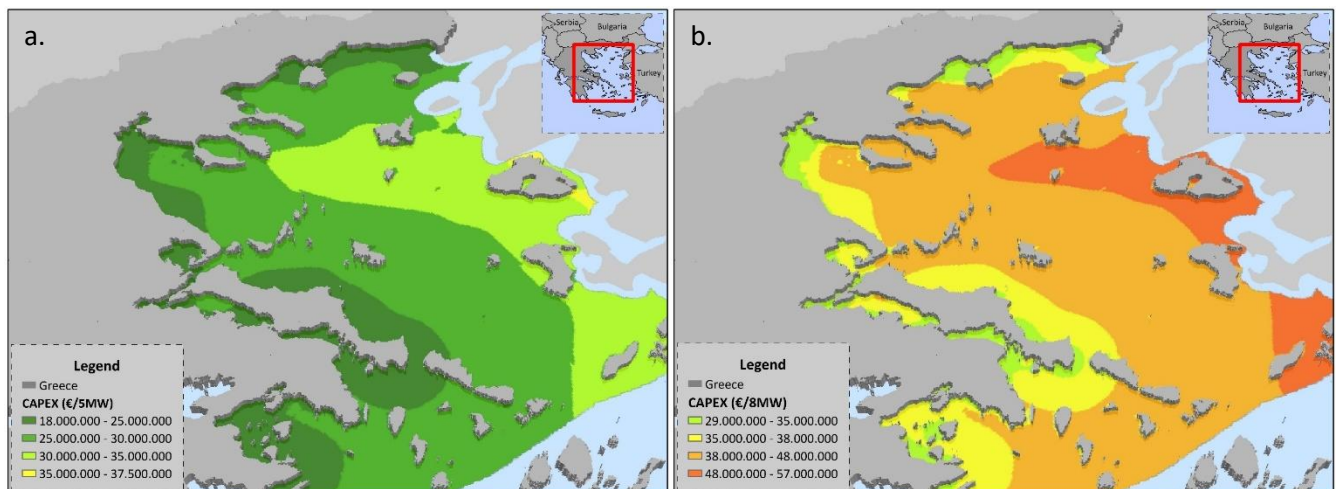 a.
Serbia
Bulgaria
Turkey
Legend
Greece
CAPEX (€/5MW)
18.000.000 - 25.000.000
25.000.000 - 30.000.000
30.000.000 - 35.000.000
35.000.000 - 37.500.000
b.
Serbia
Bulgaria
Turkey
Legend
Greece
CAPEX (€/8MW)
29.000.000 - 35.000.000
35.000.000 - 38.000.000
38.000.000 - 48.000.000
48.000.000 - 57.000.000